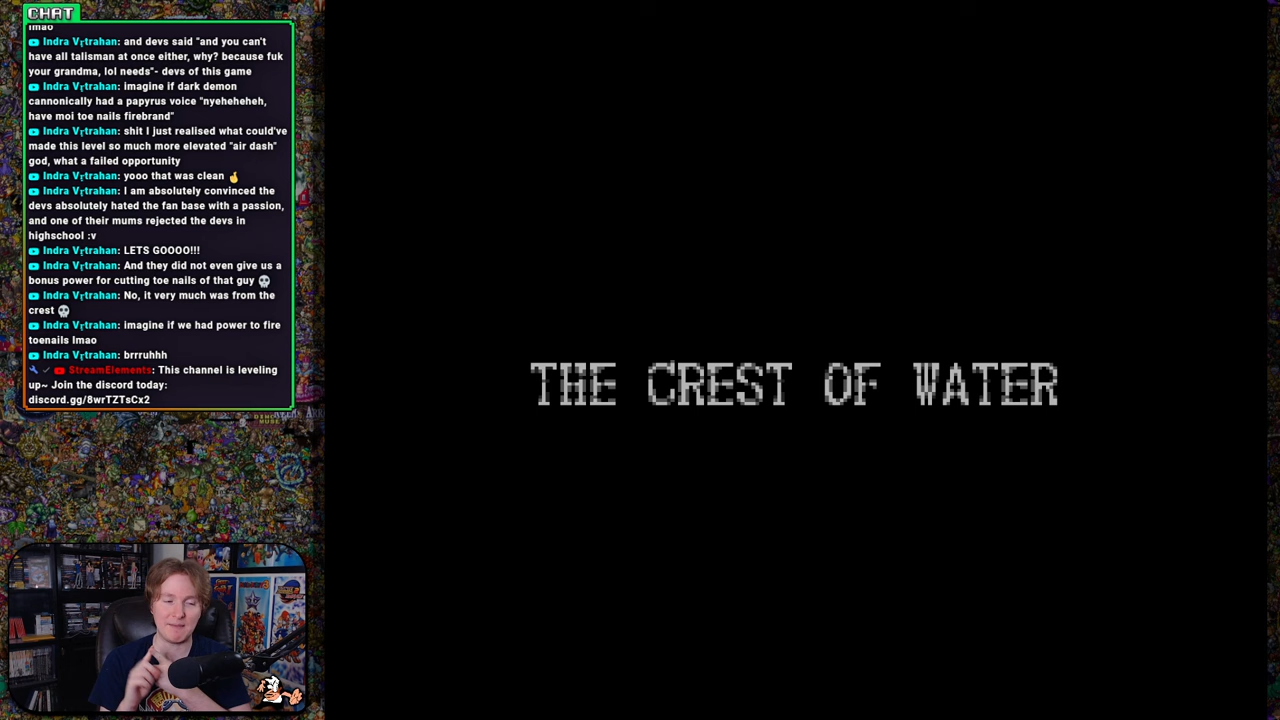 CHAT
lmao
Indra Vṛtrahan: and devs said "and you can't
have all talisman at once either, why? because fuk
your grandma, lol needs"- devs of this game
Indra Vṛtrahan: imagine if dark demon
cannonically had a papyrus voice "nyeheheheh,
have moi toe nails firebrand"
Indra Vṛtrahan: shit I just realised what could've
made this level so much more elevated "air dash"
god, what a failed opportunity
Indra Vṛtrahan: yooo that was clean 🤌
Indra Vṛtrahan: I am absolutely convinced the
devs absolutely hated the fan base with a passion,
and one of their mums rejected the devs in
highschool :v
Indra Vṛtrahan: LETS GOOOO!!!
Indra Vṛtrahan: And they did not even give us a
bonus power for cutting toe nails of that guy 💀
Indra Vṛtrahan: No, it very much was from the
crest 💀
Indra Vṛtrahan: imagine if we had power to fire
toenails lmao
Indra Vṛtrahan: brrruhhh
StreamElements: This channel is leveling
up~ Join the discord today:
discord.gg/8wrTZTsCx2
THE CREST OF WATER